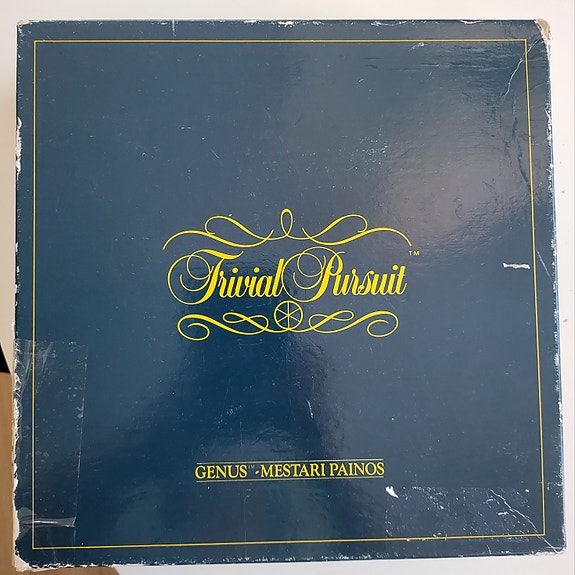 Trivial Pursuit™
GENUS™-MESTARI PAINOS